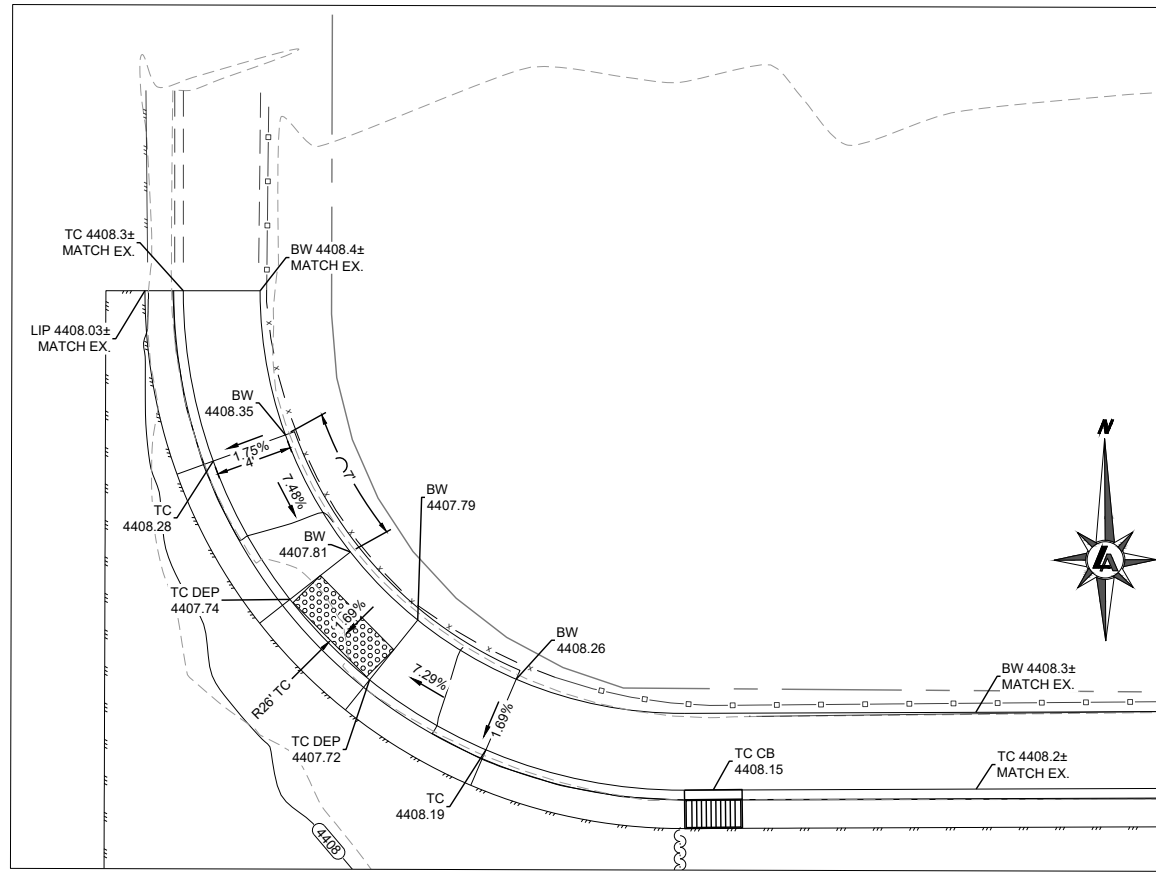 TC 4408.3±
MATCH EX.
BW 4408.4±
MATCH EX.
LIP 4408.03±
MATCH EX.
BW
4408.35
1.75%
4'
7'
7.48%
TC
4408.28
BW
4407.79
BW
4407.81
TC DEP
4407.74
1.69%
R26' TC
7.29%
BW
4408.26
1.69%
BW 4408.3±
MATCH EX.
TC DEP
4407.72
TC
4408.19
TC CB
4408.15
TC 4408.2±
MATCH EX.
4408
N
LA